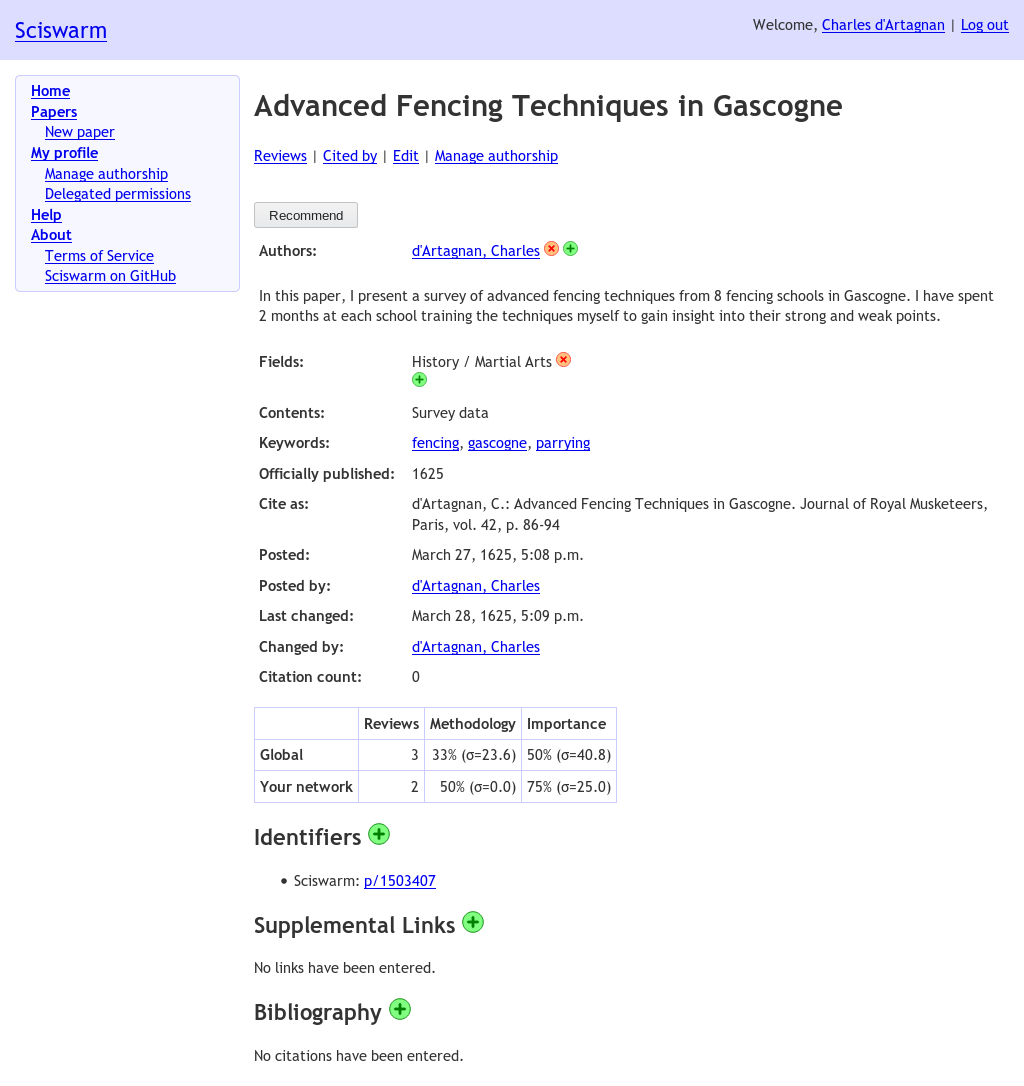 Sciswarm
Welcome, Charles d'Artagnan | Log out
Home
Papers
New paper
My profile
Manage authorship
Delegated permissions
Help
About
Terms of Service
Sciswarm on GitHub
Advanced Fencing Techniques in Gascogne
Reviews | Cited by | Edit | Manage authorship
Recommend
Authors: d'Artagnan, Charles
In this paper, I present a survey of advanced fencing techniques from 8 fencing schools in Gascogne. I have spent
2 months at each school training the techniques myself to gain insight into their strong and weak points.
Fields: History / Martial Arts
Contents: Survey data
Keywords: fencing, gascogne, parrying
Officially published: 1625
Cite as: d'Artagnan, C.: Advanced Fencing Techniques in Gascogne. Journal of Royal Musketeers,
Paris, vol. 42, p. 86-94
Posted: March 27, 1625, 5:08 p.m.
Posted by: d'Artagnan, Charles
Last changed: March 28, 1625, 5:09 p.m.
Changed by: d'Artagnan, Charles
Citation count: 0
Reviews Methodology Importance
Global 3 33% (σ=23.6) 50% (σ=40.8)
Your network 2 50% (σ=0.0) 75% (σ=25.0)
Identifiers
• Sciswarm: p/1503407
Supplemental Links
No links have been entered.
Bibliography
No citations have been entered.